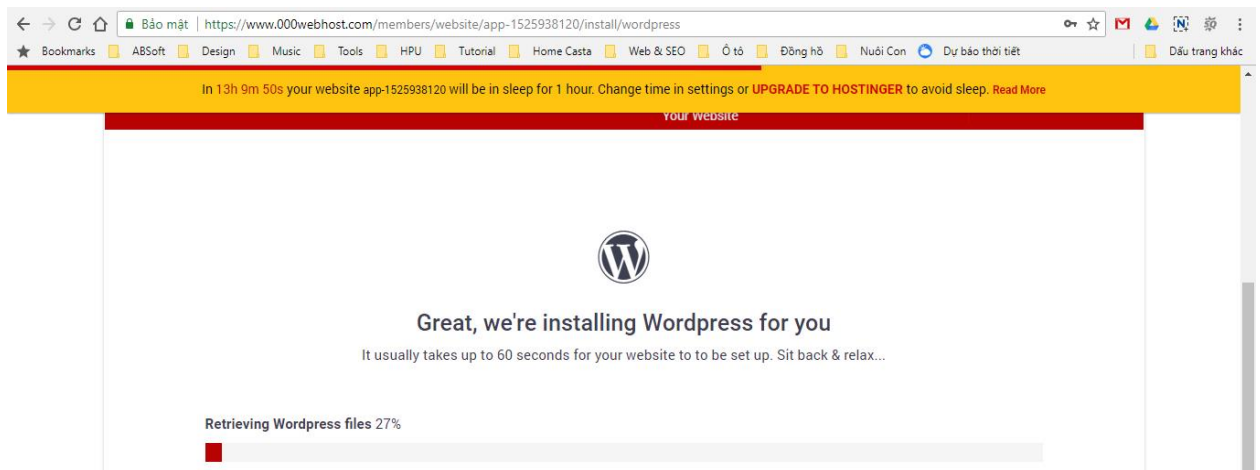 Bảo mật | https://www.000webhost.com/members/website/app-1525938120/install/wordpress
Bookmarks ABSoft Design Music Tools HPU Tutorial Home Casta Web & SEO Ô tô Đồng hồ Nuôi Con Dự báo thời tiết Dấu trang khác
In 13h 9m 50s your website app-1525938120 will be in sleep for 1 hour. Change time in settings or UPGRADE TO HOSTINGER to avoid sleep. Read More
Your Website
Great, we're installing Wordpress for you
It usually takes up to 60 seconds for your website to to be set up. Sit back & relax...
Retrieving Wordpress files 27%